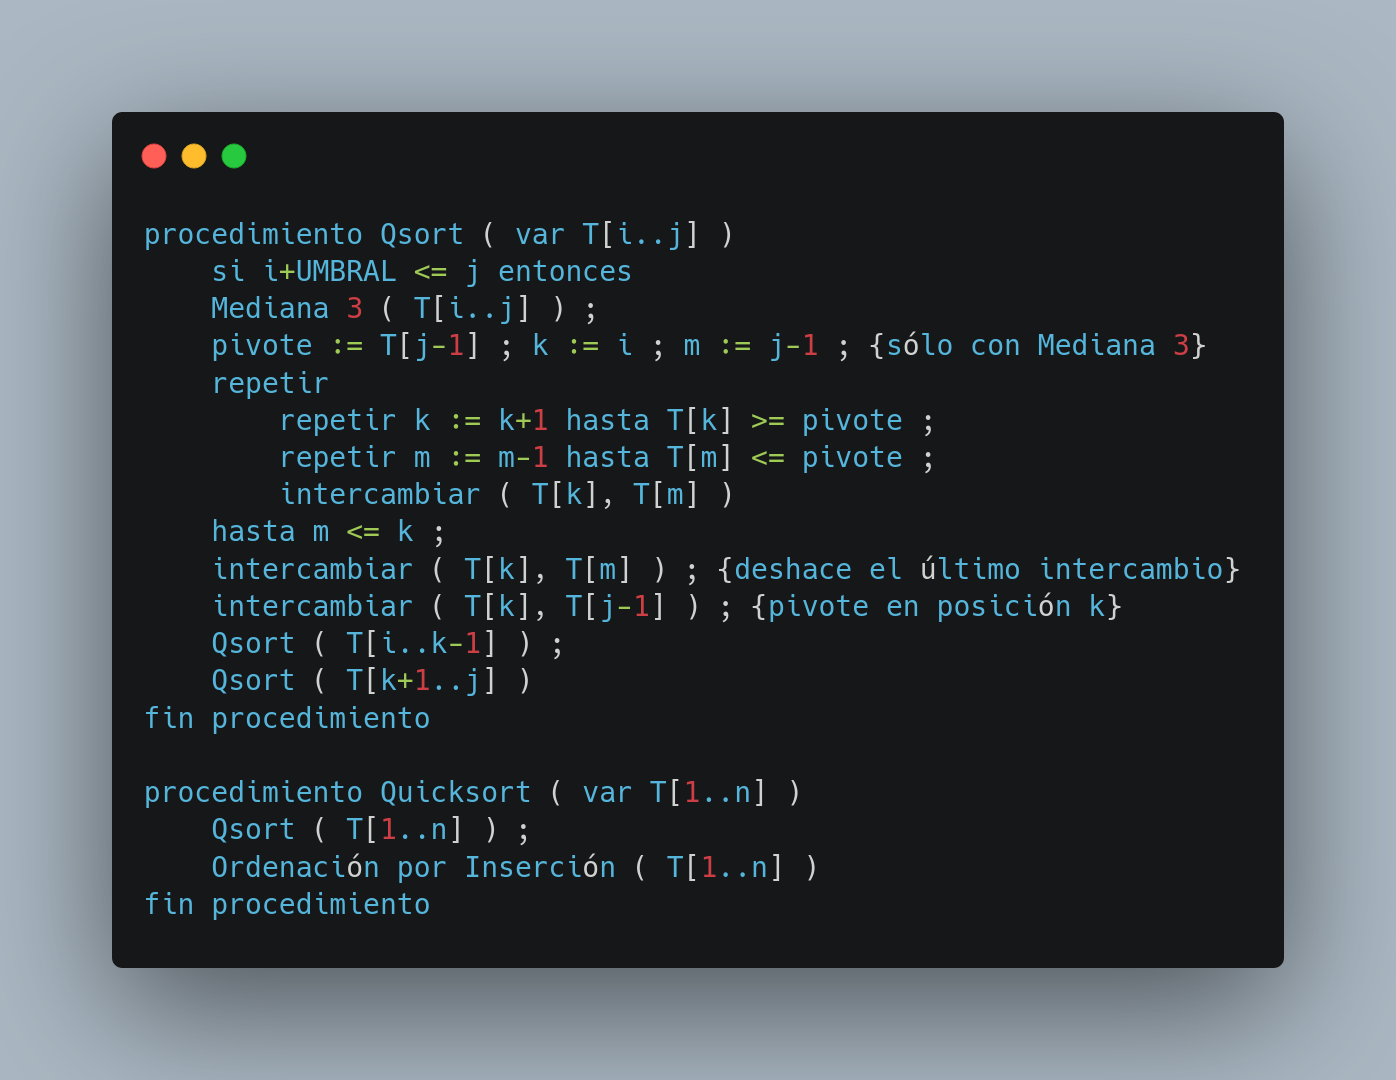 procedimiento Qsort ( var T[i..j] )
    si i+UMBRAL <= j entonces
    Mediana 3 ( T[i..j] ) ;
    pivote := T[j-1] ; k := i ; m := j-1 ; {sólo con Mediana 3}
    repetir
        repetir k := k+1 hasta T[k] >= pivote ;
        repetir m := m-1 hasta T[m] <= pivote ;
        intercambiar ( T[k], T[m] )
    hasta m <= k ;
    intercambiar ( T[k], T[m] ) ; {deshace el último intercambio}
    intercambiar ( T[k], T[j-1] ) ; {pivote en posición k}
    Qsort ( T[i..k-1] ) ;
    Qsort ( T[k+1..j] )
fin procedimiento

procedimiento Quicksort ( var T[1..n] )
    Qsort ( T[1..n] ) ;
    Ordenación por Inserción ( T[1..n] )
fin procedimiento